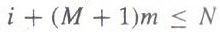 i + (M + 1)m ≤ N